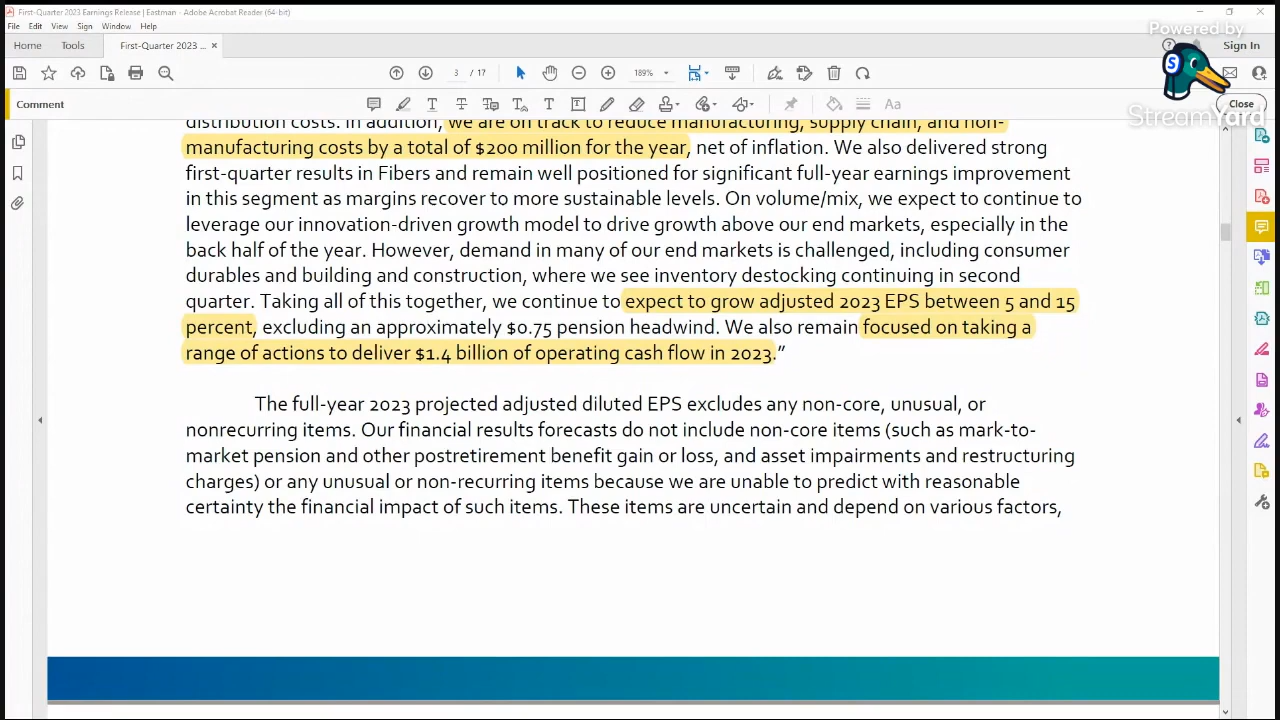 First-Quarter 2023 Earnings Release | Eastman - Adobe Acrobat Reader (64-bit)
File Edit View Sign Window Help
Powered by
Home Tools First-Quarter 2023 ... × Sign In
3 17 189%
Comment Close
StreamYard
distribution costs. In addition, we are on track to reduce manufacturing, supply chain, and non-
manufacturing costs by a total of $200 million for the year, net of inflation. We also delivered strong
first-quarter results in Fibers and remain well positioned for significant full-year earnings improvement
in this segment as margins recover to more sustainable levels. On volume/mix, we expect to continue to
leverage our innovation-driven growth model to drive growth above our end markets, especially in the
back half of the year. However, demand in many of our end markets is challenged, including consumer
durables and building and construction, where we see inventory destocking continuing in second
quarter. Taking all of this together, we continue to expect to grow adjusted 2023 EPS between 5 and 15
percent, excluding an approximately $0.75 pension headwind. We also remain focused on taking a
range of actions to deliver $1.4 billion of operating cash flow in 2023.”
The full-year 2023 projected adjusted diluted EPS excludes any non-core, unusual, or
nonrecurring items. Our financial results forecasts do not include non-core items (such as mark-to-
market pension and other postretirement benefit gain or loss, and asset impairments and restructuring
charges) or any unusual or non-recurring items because we are unable to predict with reasonable
certainty the financial impact of such items. These items are uncertain and depend on various factors,